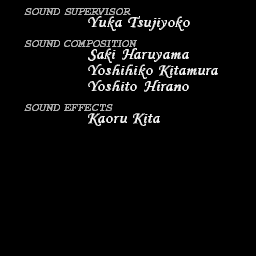 SOUND SUPERVISOR
Yuka Tsujiyoko
SOUND COMPOSITION
Saki Haruyama
Yoshihiko Kitamura
Yoshito Hirano
SOUND EFFECTS
Kaoru Kita